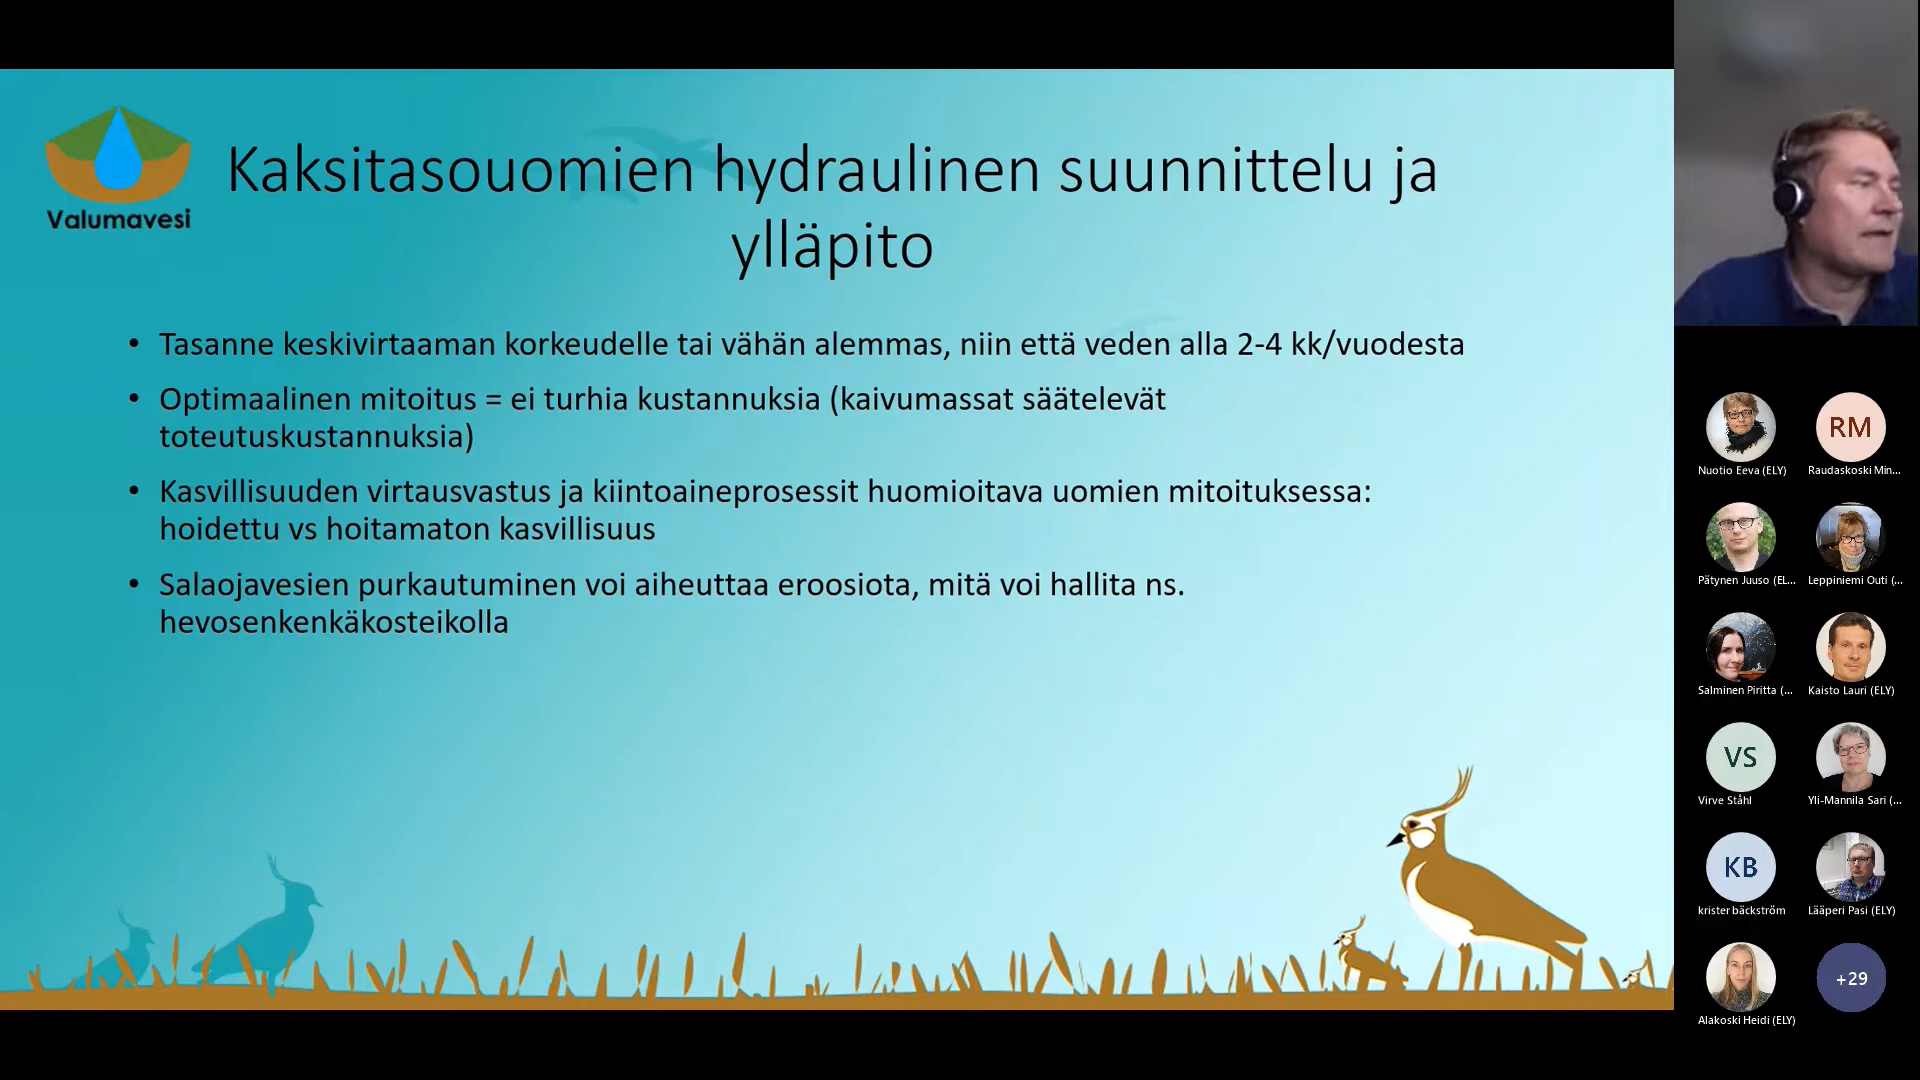 Valumavesi
Kaksitasouomien hydraulinen suunnittelu ja
ylläpito
• Tasanne keskivirtaaman korkeudelle tai vähän alemmas, niin että veden alla 2-4 kk/vuodesta
• Optimaalinen mitoitus = ei turhia kustannuksia (kaivumassat säätelevät
toteutuskustannuksia)
• Kasvillisuuden virtausvastus ja kiintoaineprosessit huomioitava uomien mitoituksessa:
hoidettu vs hoitamaton kasvillisuus
• Salaojavesien purkautuminen voi aiheuttaa eroosiota, mitä voi hallita ns.
hevosenkenkäkosteikolla
Nuotio Eeva (ELY)
RM
Raudaskoski Min...
Pätynen Juuso (EL...
Leppiniemi Outi (...
Salminen Piritta (...
Kaisto Lauri (ELY)
VS
Virve Ståhl
Yli-Mannila Sari (...
KB
krister bäckström
Lääperi Pasi (ELY)
Alakoski Heidi (ELY)
+29